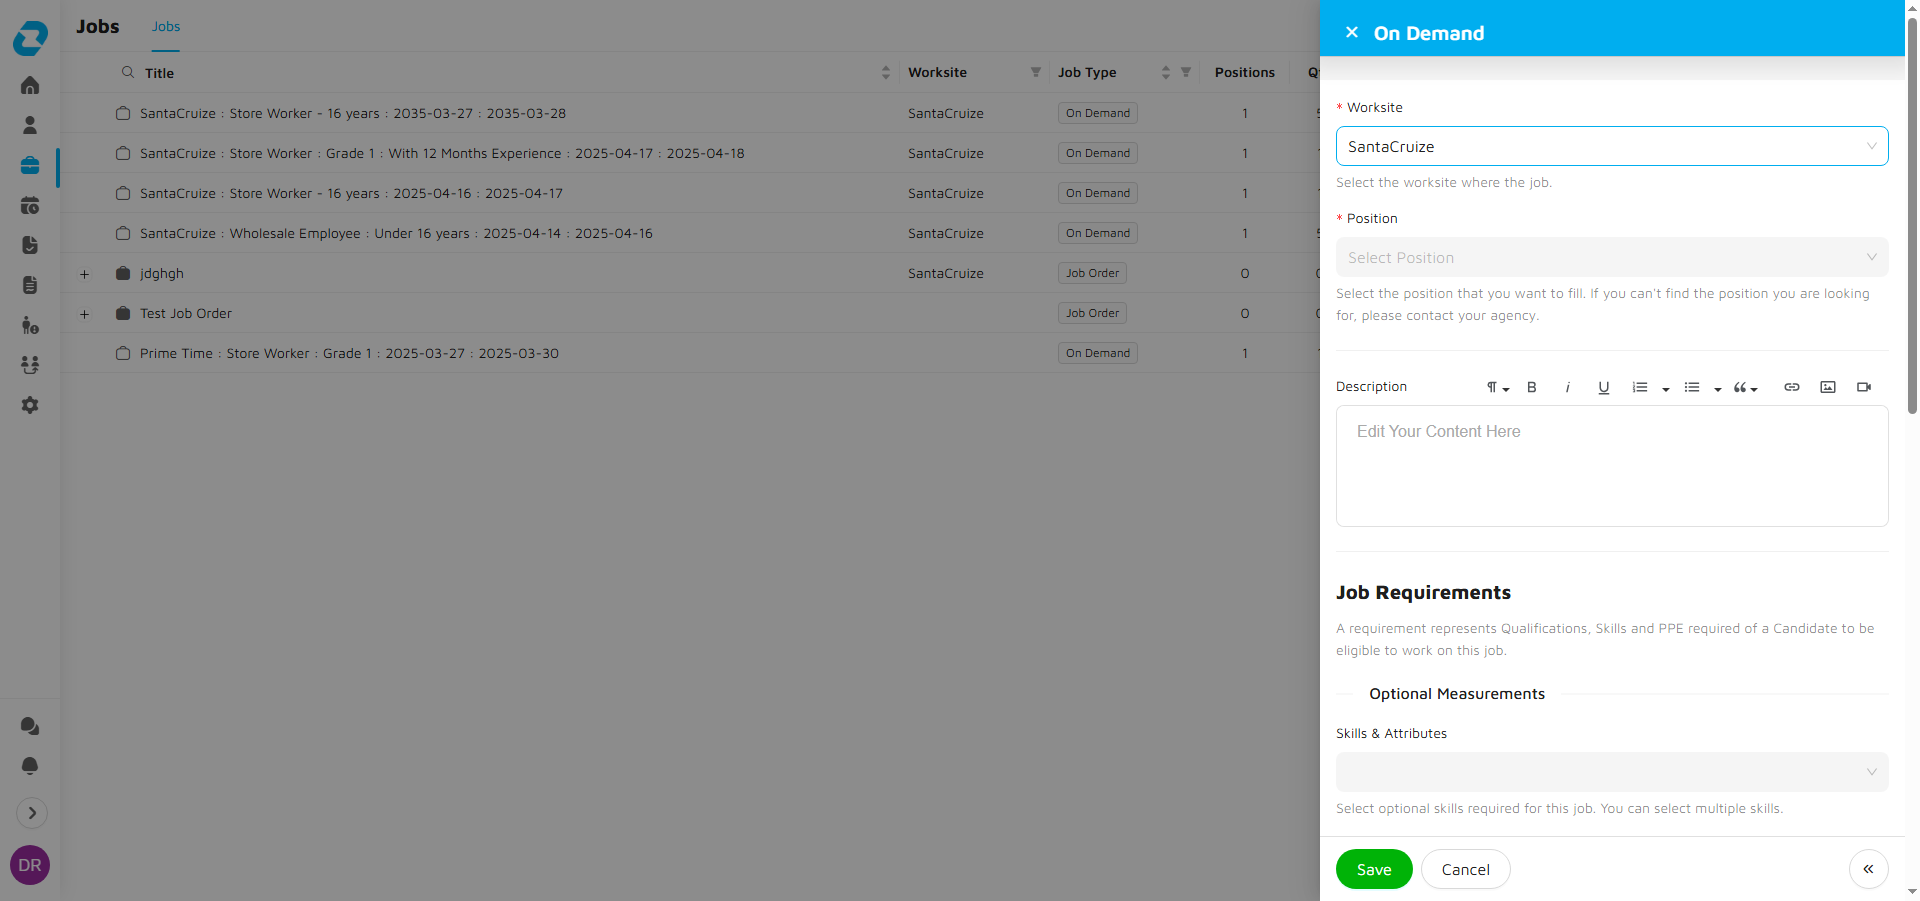 Jobs
Jobs
Title
Worksite
Job Type
Positions
SantaCruize : Store Worker - 16 years : 2035-03-27 : 2035-03-28
SantaCruize
On Demand
1
SantaCruize : Store Worker : Grade 1 : With 12 Months Experience : 2025-04-17 : 2025-04-18
SantaCruize
On Demand
1
SantaCruize : Store Worker - 16 years : 2025-04-16 : 2025-04-17
SantaCruize
On Demand
1
SantaCruize : Wholesale Employee : Under 16 years : 2025-04-14 : 2025-04-16
SantaCruize
On Demand
1
jdghgh
SantaCruize
Job Order
0
Test Job Order
Job Order
0
Prime Time : Store Worker : Grade 1 : 2025-03-27 : 2025-03-30
On Demand
1
DR
On Demand
* Worksite
SantaCruize
Select the worksite where the job.
* Position
Select Position
Select the position that you want to fill. If you can't find the position you are looking
for, please contact your agency.
Description
Edit Your Content Here
Job Requirements
A requirement represents Qualifications, Skills and PPE required of a Candidate to be
eligible to work on this job.
Optional Measurements
Skills & Attributes
Select optional skills required for this job. You can select multiple skills.
Save
Cancel